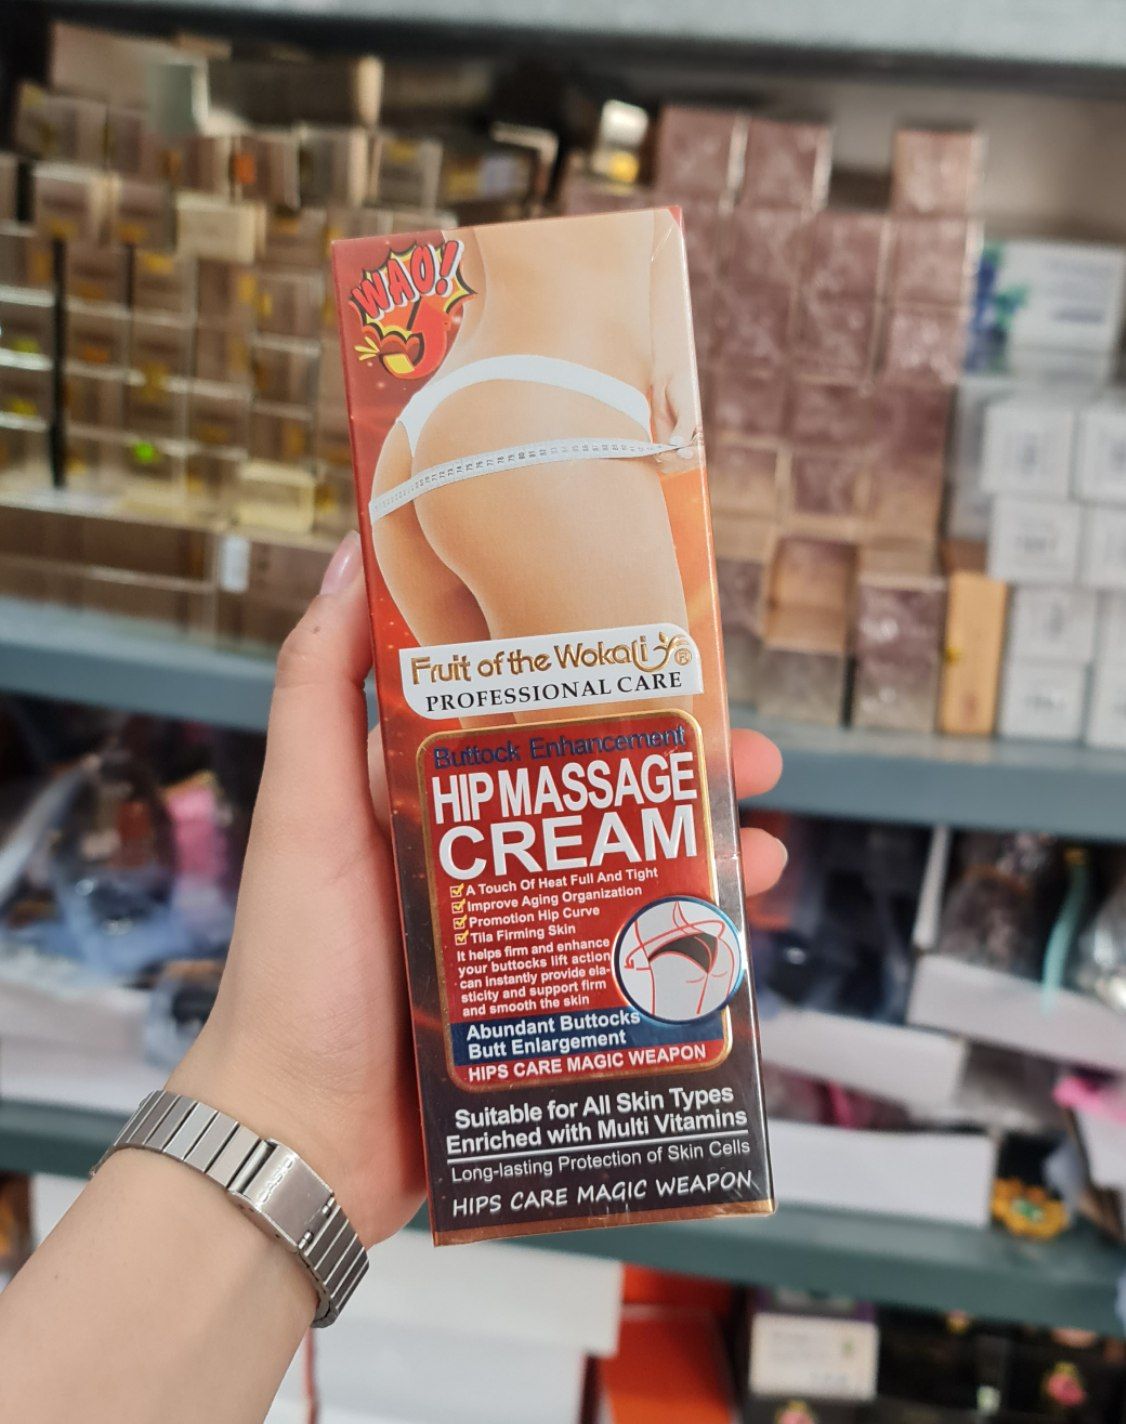 WAO!
Fruit of the Wokali ®
PROFESSIONAL CARE
Buttock Enhancement
HIP MASSAGE
CREAM
A Touch Of Heat Full And Tight
Improve Aging Organization
Promotion Hip Curve
Tila Firming Skin
It helps firm and enhance
your buttocks lift action
can instantly provide ela-
sticity and support firm
and smooth the skin
Abundant Buttocks
Butt Enlargement
HIPS CARE MAGIC WEAPON
Suitable for All Skin Types
Enriched with Multi Vitamins
Long-lasting Protection of Skin Cells
HIPS CARE MAGIC WEAPON
CASIO